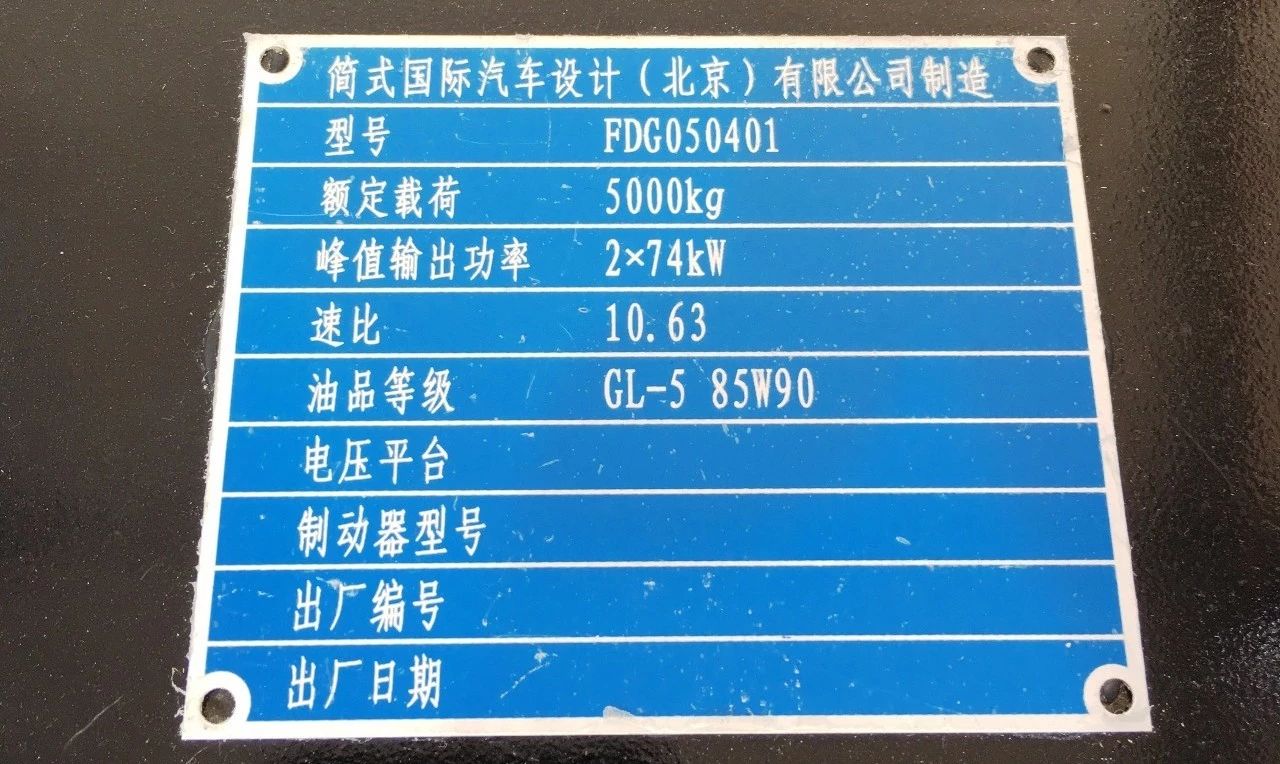 简式国际汽车设计（北京）有限公司制造
型号 FDG050401
额定载荷 5000kg
峰值输出功率 2×74kW
速比 10.63
油品等级 GL-5 85W90
电压平台
制动器型号
出厂编号
出厂日期